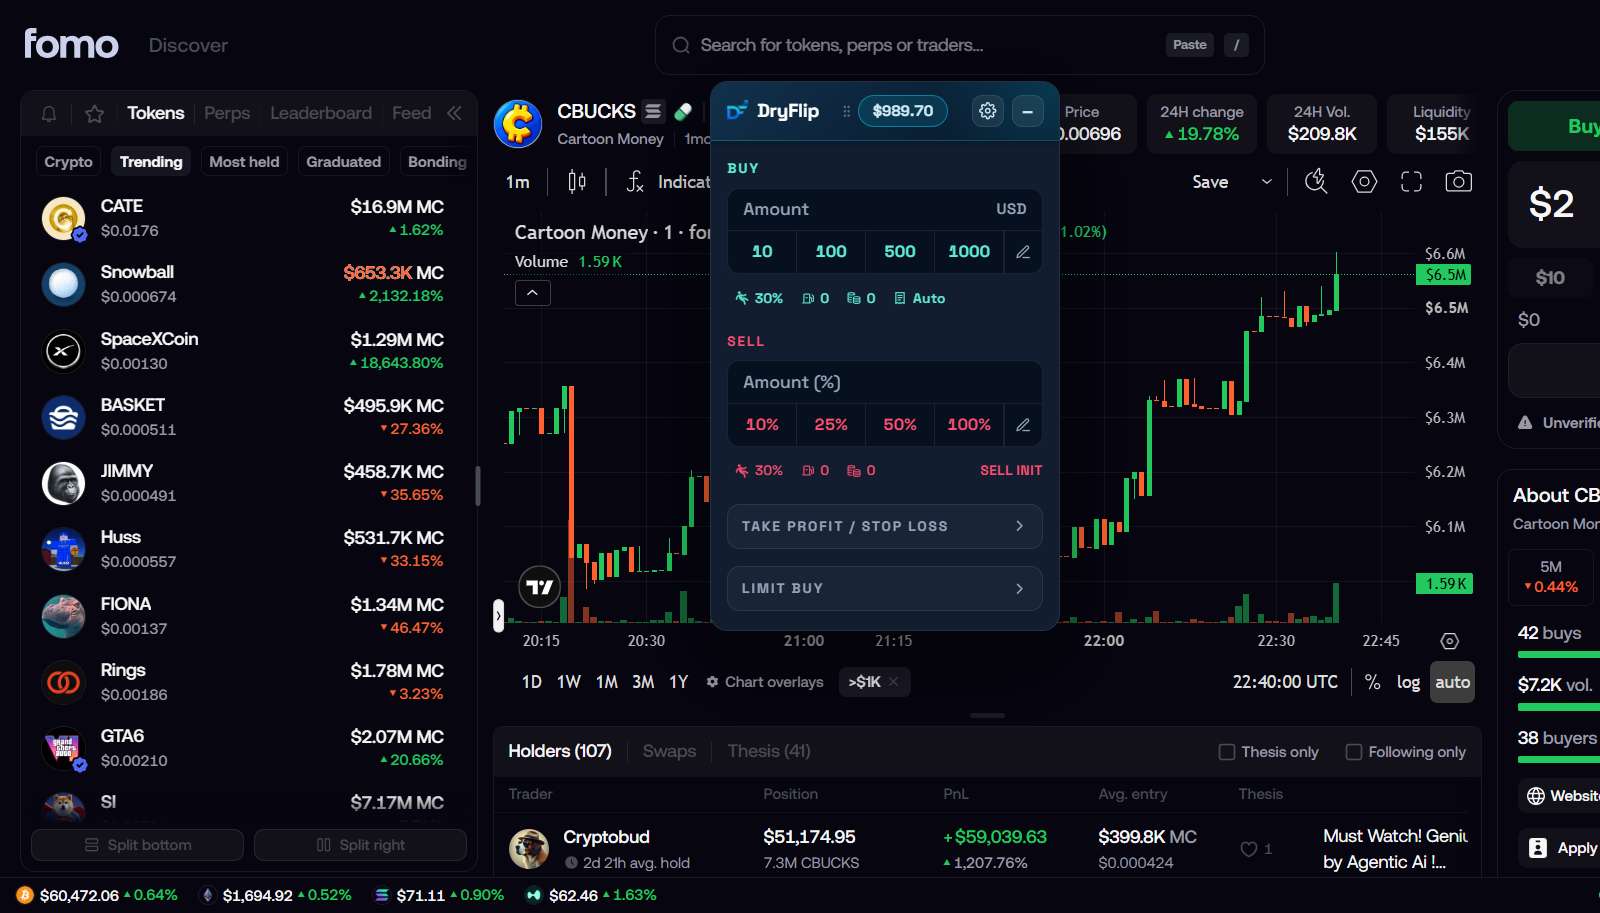 fomo
Discover
Search for tokens, perps or traders...
Paste
/
Tokens
Perps
Leaderboard
Feed
Crypto
Trending
Most held
Graduated
Bonding
CATE
$16.9M MC
$0.0176
1.62%
Snowball
$653.3K MC
$0.000674
2,132.18%
SpaceXCoin
$1.29M MC
$0.00130
18,643.80%
BASKET
$495.9K MC
$0.000511
27.36%
JIMMY
$458.7K MC
$0.000491
35.65%
Huss
$531.7K MC
$0.000557
33.15%
FIONA
$1.34M MC
$0.00137
46.47%
Rings
$1.78M MC
$0.00186
3.23%
GTA6
$2.07M MC
$0.00210
20.66%
SI
$7.17M MC
Split bottom
Split right
CBUCKS
Cartoon Money
1mo
Price
0.00696
24H change
19.78%
24H Vol.
$209.8K
Liquidity
$155K
1m
Indicat
Save
Cartoon Money · 1 · for
1.02%)
Volume 1.59 K
DryFlip
$989.70
BUY
Amount
USD
10
100
500
1000
30%
0
0
Auto
SELL
Amount (%)
10%
25%
50%
100%
30%
0
0
SELL INIT
TAKE PROFIT / STOP LOSS
LIMIT BUY
$6.6M
$6.5M
$6.5M
$6.4M
$6.3M
$6.2M
$6.1M
1.59 K
20:15
20:30
21:00
21:15
22:00
22:30
22:45
1D
1W
1M
3M
1Y
Chart overlays
>$1K
22:40:00 UTC
%
log
auto
Holders (107)
Swaps
Thesis (41)
Thesis only
Following only
Trader
Position
PnL
Avg. entry
Thesis
Cryptobud
2d 21h avg. hold
$51,174.95
7.3M CBUCKS
+$59,039.63
1,207.76%
$399.8K MC
$0.000424
1
Must Watch! Geniu
by Agentic Ai !...
Buy
$2
$10
$0
Unverifie
About CB
Cartoon Mon
5M
0.44%
42 buys
$7.2K vol.
38 buyers
Website
Apply
$60,472.06 0.64%
$1,694.92 0.52%
$71.11 0.90%
$62.46 1.63%